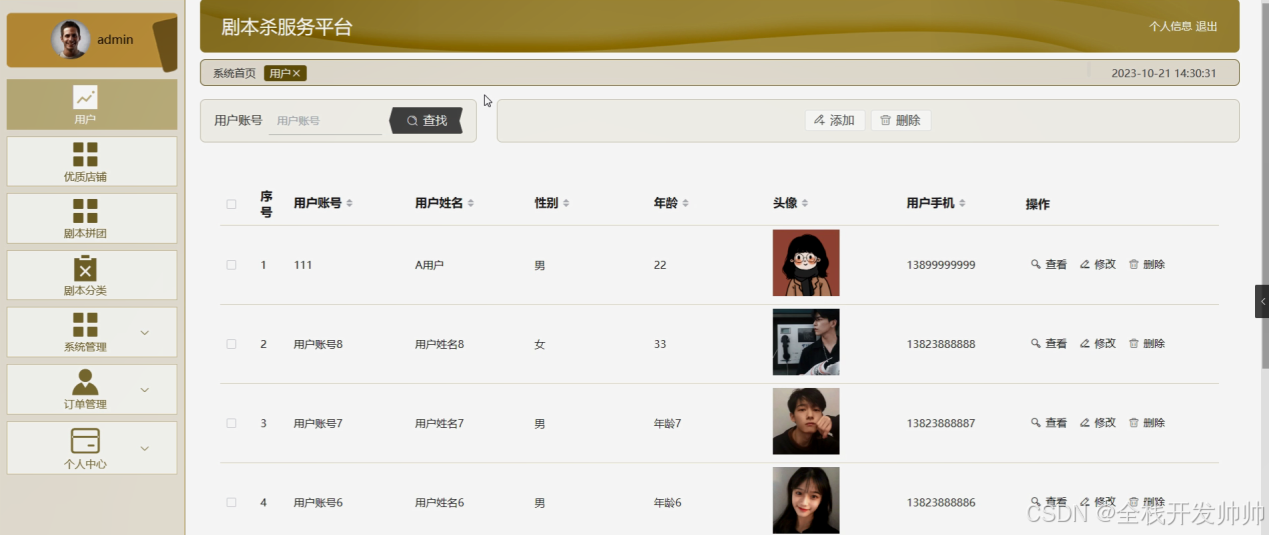 admin
用户
优质店铺
剧本拼团
剧本分类
系统管理
订单管理
个人中心
剧本杀服务平台
个人信息 退出
系统首页 用户×
2023-10-21 14:30:31
用户账号 用户账号 查找
添加 删除
序号 用户账号 用户姓名 性别 年龄 头像 用户手机 操作
1 111 A用户 男 22 13899999999 查看 修改 删除
2 用户账号8 用户姓名8 女 33 13823888888 查看 修改 删除
3 用户账号7 用户姓名7 男 年龄7 13823888887 查看 修改 删除
4 用户账号6 用户姓名6 男 年龄6 13823888886 查看 修改 删除
CSDN @全栈开发帅帅